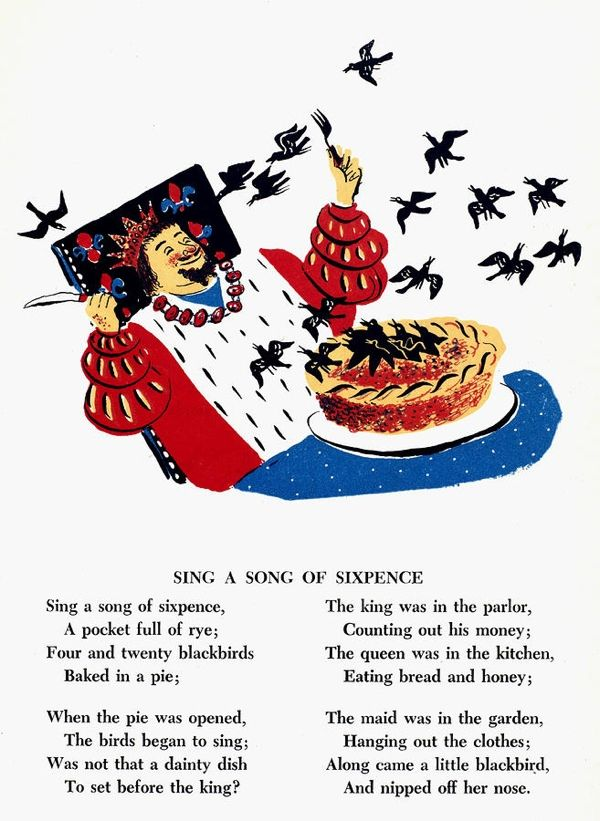 SING A SONG OF SIXPENCE
Sing a song of sixpence,
A pocket full of rye;
Four and twenty blackbirds
Baked in a pie;
When the pie was opened,
The birds began to sing;
Was not that a dainty dish
To set before the king?
The king was in the parlor,
Counting out his money;
The queen was in the kitchen,
Eating bread and honey;
The maid was in the garden,
Hanging out the clothes;
Along came a little blackbird,
And nipped off her nose.